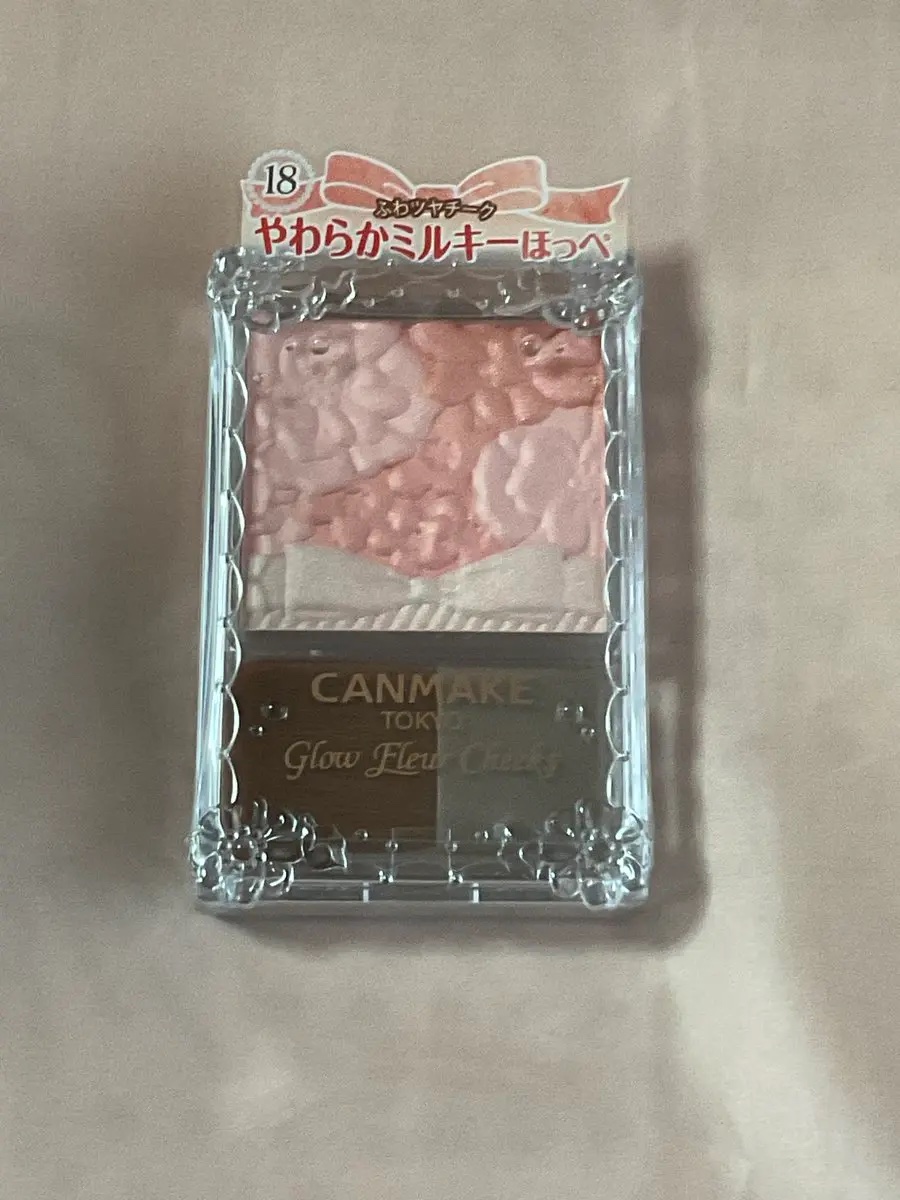 18
ふわツヤチーク
やわらかミルキーほっぺ
CANMAKE
TOKYO
Glow Fleur Cheeks